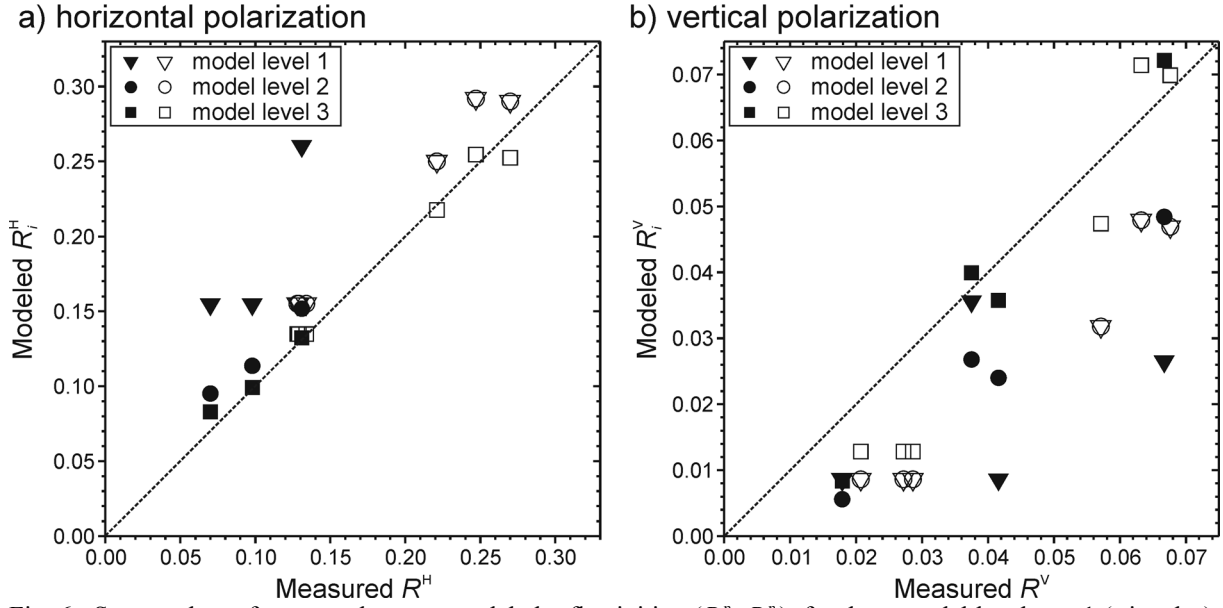 a) horizontal polarization
model level 1
model level 2
model level 3
0.30
0.25
0.20
0.15
0.10
0.05
0.00
Modeled R_i^H
0.00 0.05 0.10 0.15 0.20 0.25 0.30
Measured R^H
b) vertical polarization
model level 1
model level 2
model level 3
0.07
0.06
0.05
0.04
0.03
0.02
0.01
0.00
Modeled R_i^V
0.00 0.01 0.02 0.03 0.04 0.05 0.06 0.07
Measured R^V